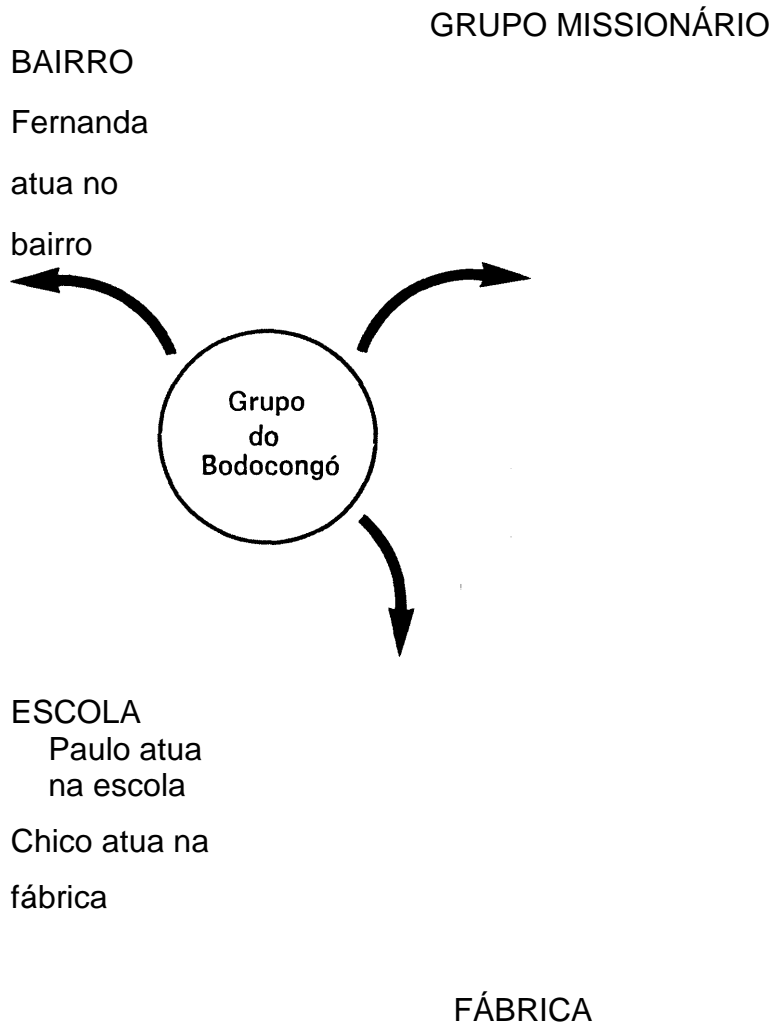 GRUPO MISSIONÁRIO
BAIRRO
Fernanda
atua no
bairro
Grupo
do
Bodocongó
ESCOLA
Paulo atua
na escola
Chico atua na
fábrica
FÁBRICA